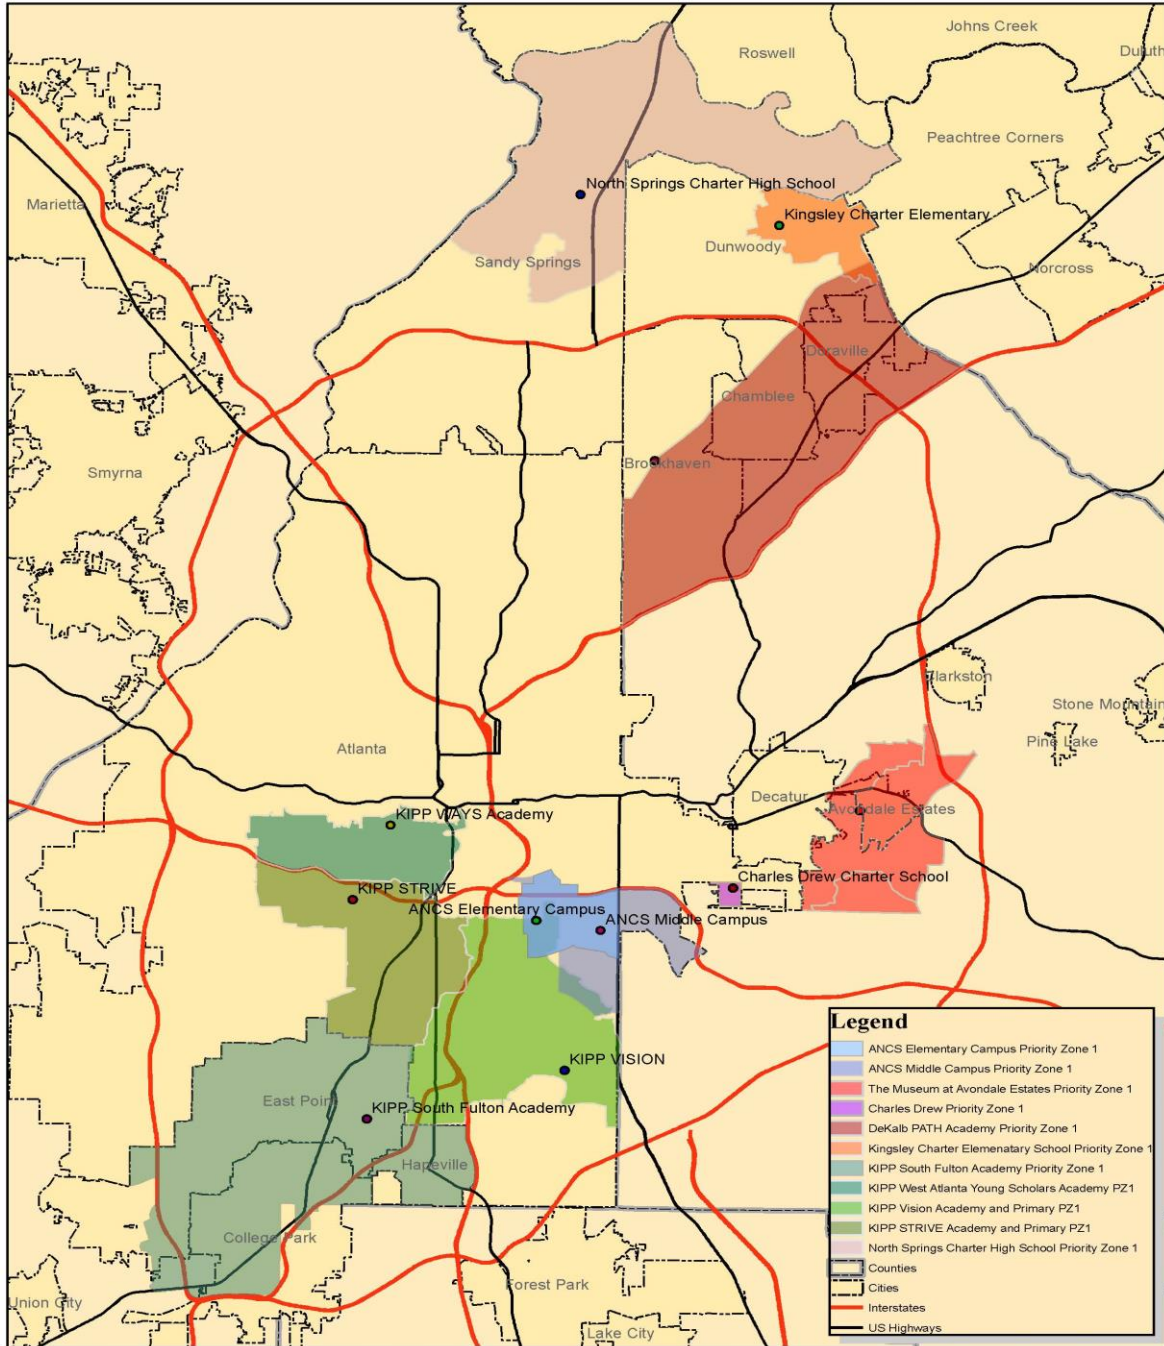 Johns Creek
Roswell
Duluth
Peachtree Corners
North Springs Charter High School
Marietta
Kingsley Charter Elementary
Dunwoody
Sandy Springs
Norcross
Doraville
Chamblee
Brookhaven
Smyrna
Clarkston
Stone Mountain
Pine Lake
Atlanta
Decatur
Avondale Estates
KIPP WAYS Academy
Charles Drew Charter School
KIPP STRIVE
ANCS Elementary Campus
ANCS Middle Campus
KIPP VISION
East Point
KIPP South Fulton Academy
Hapeville
College Park
Forest Park
Union City
Lake City
Legend
ANCS Elementary Campus Priority Zone 1
ANCS Middle Campus Priority Zone 1
The Museum at Avondale Estates Priority Zone 1
Charles Drew Priority Zone 1
DeKalb PATH Academy Priority Zone 1
Kingsley Charter Elemenatary School Priority Zone 1
KIPP South Fulton Academy Priority Zone 1
KIPP West Atlanta Young Scholars Academy PZ1
KIPP Vision Academy and Primary PZ1
KIPP STRIVE Academy and Primary PZ1
North Springs Charter High School Priority Zone 1
Counties
Cities
Interstates
US Highways